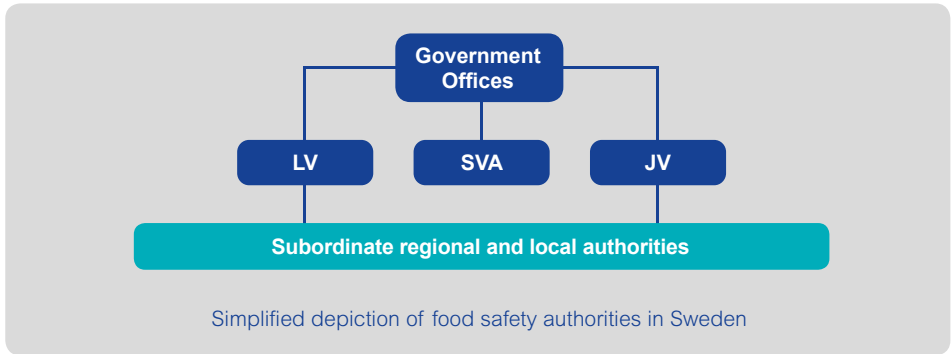 Government
Offices
LV
SVA
JV
Subordinate regional and local authorities
Simplified depiction of food safety authorities in Sweden